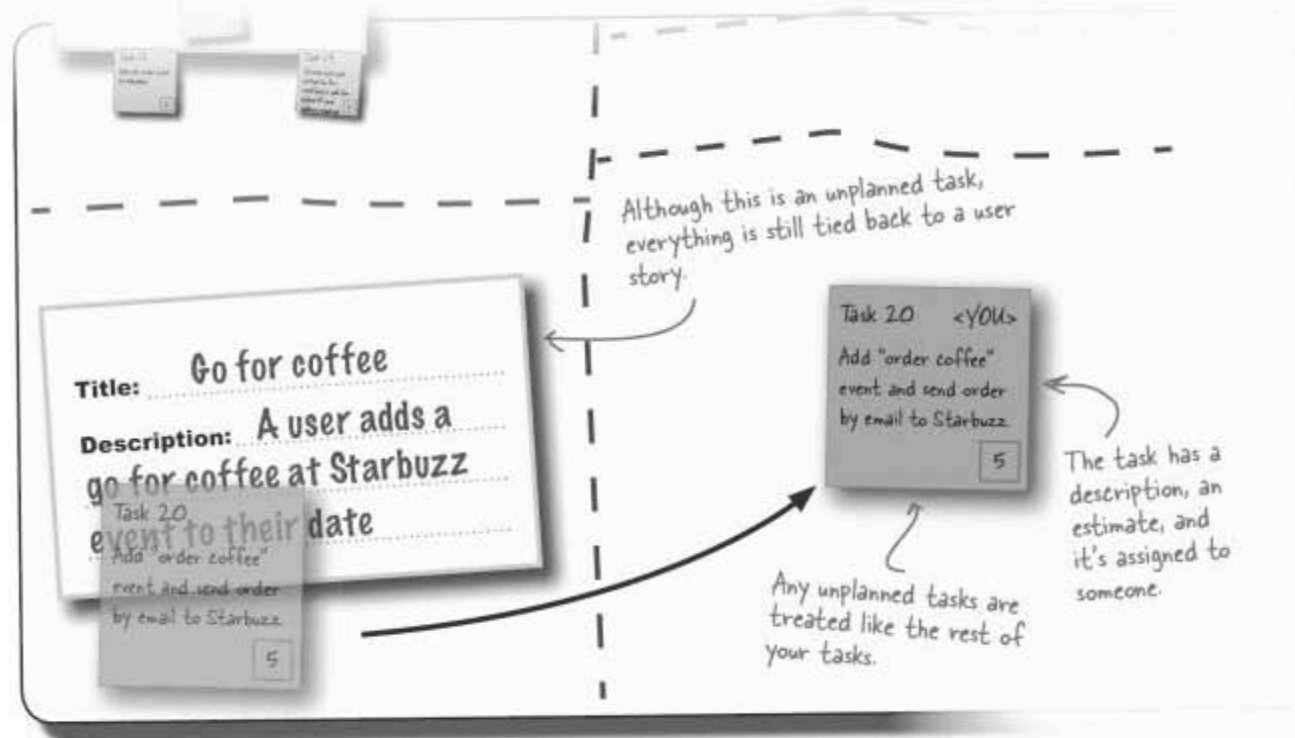 Although this is an unplanned task,
everything is still tied back to a user
story.
Title: Go for coffee
Description: A user adds a
go for coffee at Starbuzz
event to their date
Task 20
Add "order coffee"
event and send order
by email to Starbuzz
5
Task 20 <YOU>
Add "order coffee"
event and send order
by email to Starbuzz
5
The task has a
description, an
estimate, and
it's assigned to
someone.
Any unplanned tasks are
treated like the rest of
your tasks.